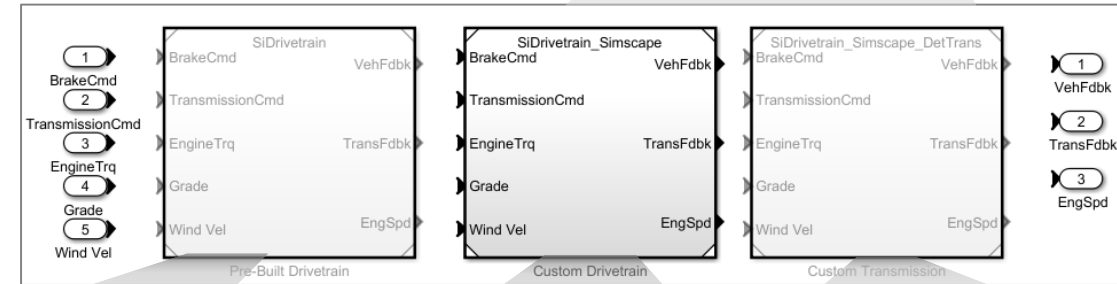 1
BrakeCmd
2
TransmissionCmd
3
EngineTrq
4
Grade
5
Wind Vel
SiDrivetrain
BrakeCmd
VehFdbk
TransmissionCmd
EngineTrq
TransFdbk
Grade
Wind Vel
EngSpd
Pre-Built Drivetrain
SiDrivetrain_Simscape
BrakeCmd
VehFdbk
TransmissionCmd
EngineTrq
TransFdbk
Grade
Wind Vel
EngSpd
Custom Drivetrain
SiDrivetrain_Simscape_DetTrans
BrakeCmd
VehFdbk
TransmissionCmd
EngineTrq
TransFdbk
Grade
Wind Vel
EngSpd
Custom Transmission
1
VehFdbk
2
TransFdbk
3
EngSpd